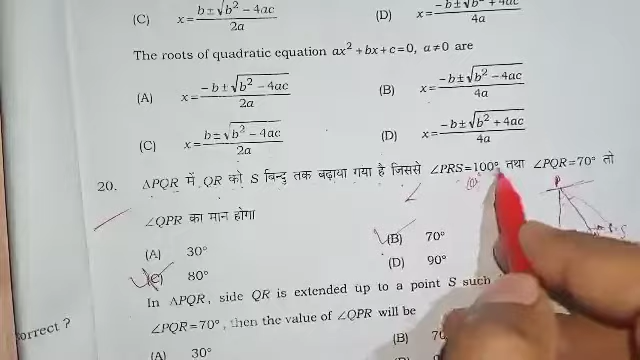 (C) x = b ± √b² − 4ac / 2a (D) x = −b ± √b² + 4ac / 4a
The roots of quadratic equation ax² + bx + c = 0, a ≠ 0 are
(A) x = −b ± √b² − 4ac / 2a (B) x = −b ± √b² − 4ac / 4a
(C) x = b ± √b² − 4ac / 2a (D) x = −b ± √b² + 4ac / 4a
20. ΔPQR में QR को S बिन्दु तक बढ़ाया गया है जिससे ∠PRS = 100° तथा ∠PQR = 70° तो
∠QPR का मान होगा
(A) 30° (B) 70°
(C) 80° (D) 90°
In ΔPQR, side QR is extended up to a point S such
∠PQR = 70°, then the value of ∠QPR will be
(A) 30° (B)
orrect ?
P
S